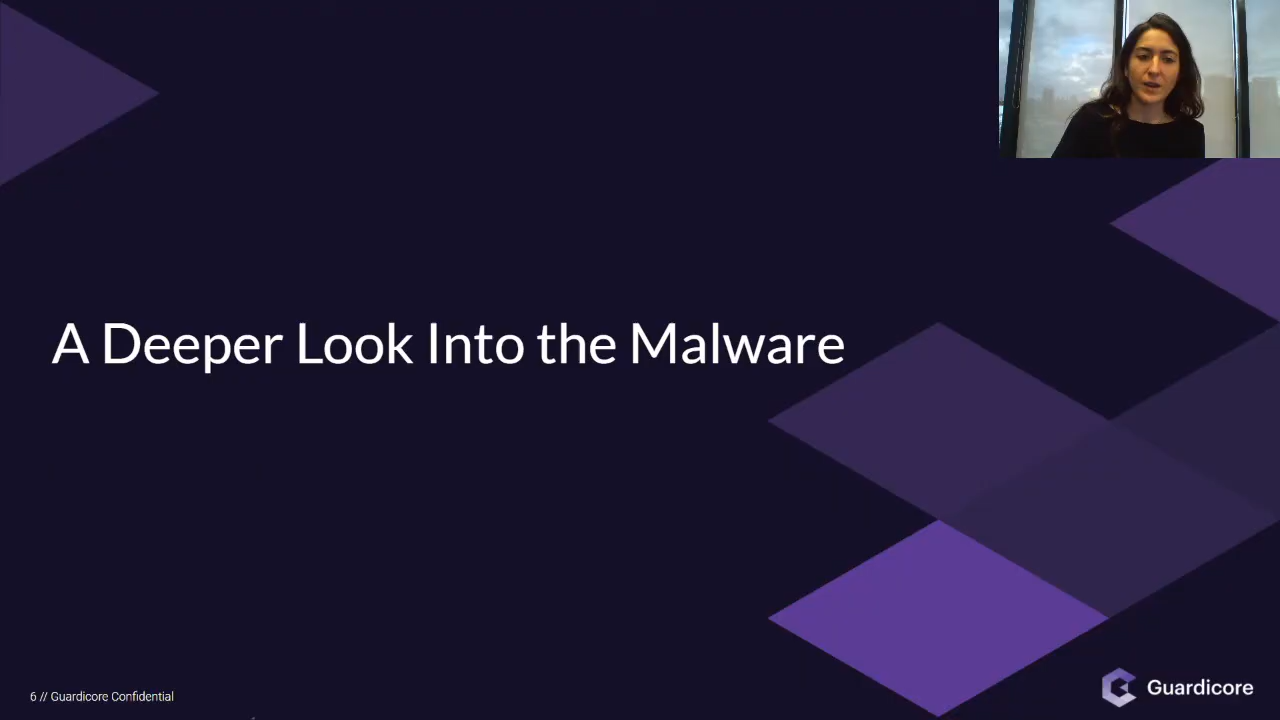 A Deeper Look Into the Malware
6 // Guardicore Confidential
Guardicore